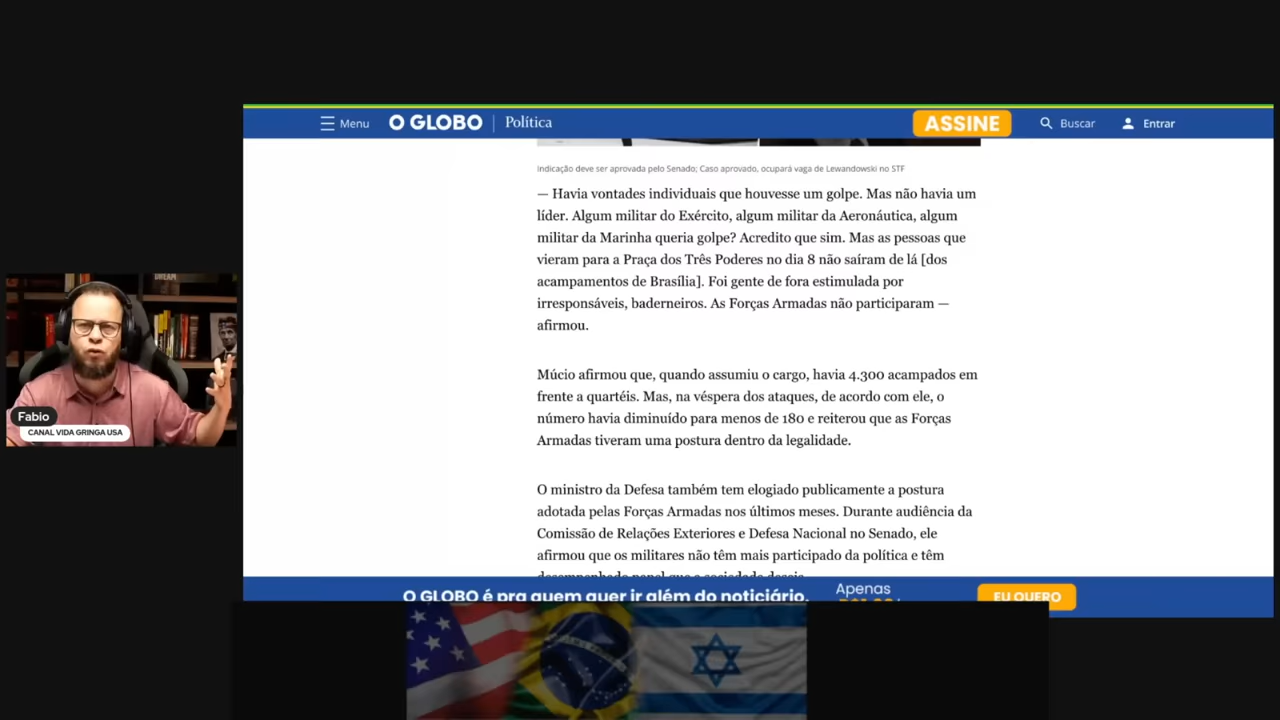 Menu
O GLOBO
Política
ASSINE
Buscar
Entrar
Indicação deve ser aprovada pelo Senado; Caso aprovado, ocupará vaga de Lewandowski no STF
— Havia vontades individuais que houvesse um golpe. Mas não havia um
líder. Algum militar do Exército, algum militar da Aeronáutica, algum
militar da Marinha queria golpe? Acredito que sim. Mas as pessoas que
vieram para a Praça dos Três Poderes no dia 8 não saíram de lá [dos
acampamentos de Brasília]. Foi gente de fora estimulada por
irresponsáveis, baderneiros. As Forças Armadas não participaram —
afirmou.
Múcio afirmou que, quando assumiu o cargo, havia 4.300 acampados em
frente a quartéis. Mas, na véspera dos ataques, de acordo com ele, o
número havia diminuído para menos de 180 e reiterou que as Forças
Armadas tiveram uma postura dentro da legalidade.
O ministro da Defesa também tem elogiado publicamente a postura
adotada pelas Forças Armadas nos últimos meses. Durante audiência da
Comissão de Relações Exteriores e Defesa Nacional no Senado, ele
afirmou que os militares não têm mais participado da política e têm
O GLOBO é pra quem quer ir além do noticiário.
Apenas
EU QUERO
DREAM
Fabio
CANAL VIDA GRINGA USA